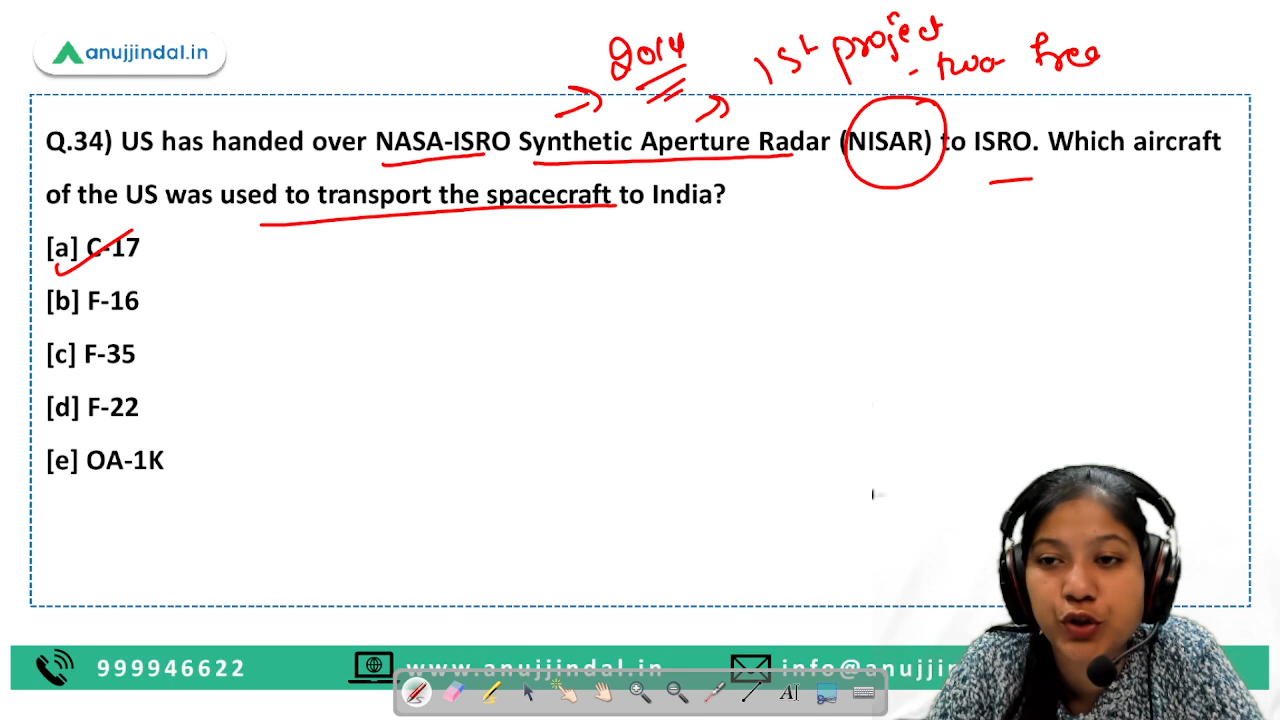 anujjindal.in
2014
1st project
- two fre
Q.34) US has handed over NASA-ISRO Synthetic Aperture Radar (NISAR) to ISRO. Which aircraft
of the US was used to transport the spacecraft to India?
[a] C-17
[b] F-16
[c] F-35
[d] F-22
[e] OA-1K
999946622
www.anujjindal.in
info@anujji
AI